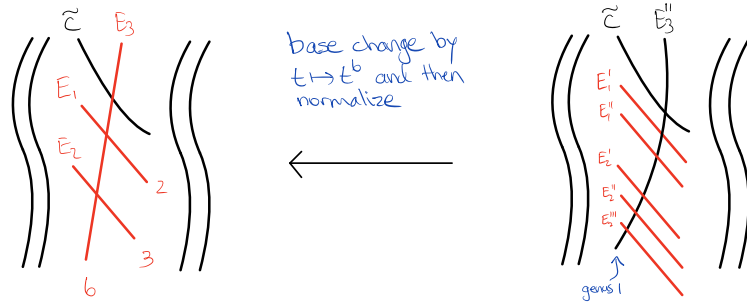 C̃ E₃
E₁
E₂
2
3
6
base change by
t ↦ t⁶ and then
normalize
C̃ E₃''
E₁'
E₁''
E₂'
E₂''
E₂'''
genus 1